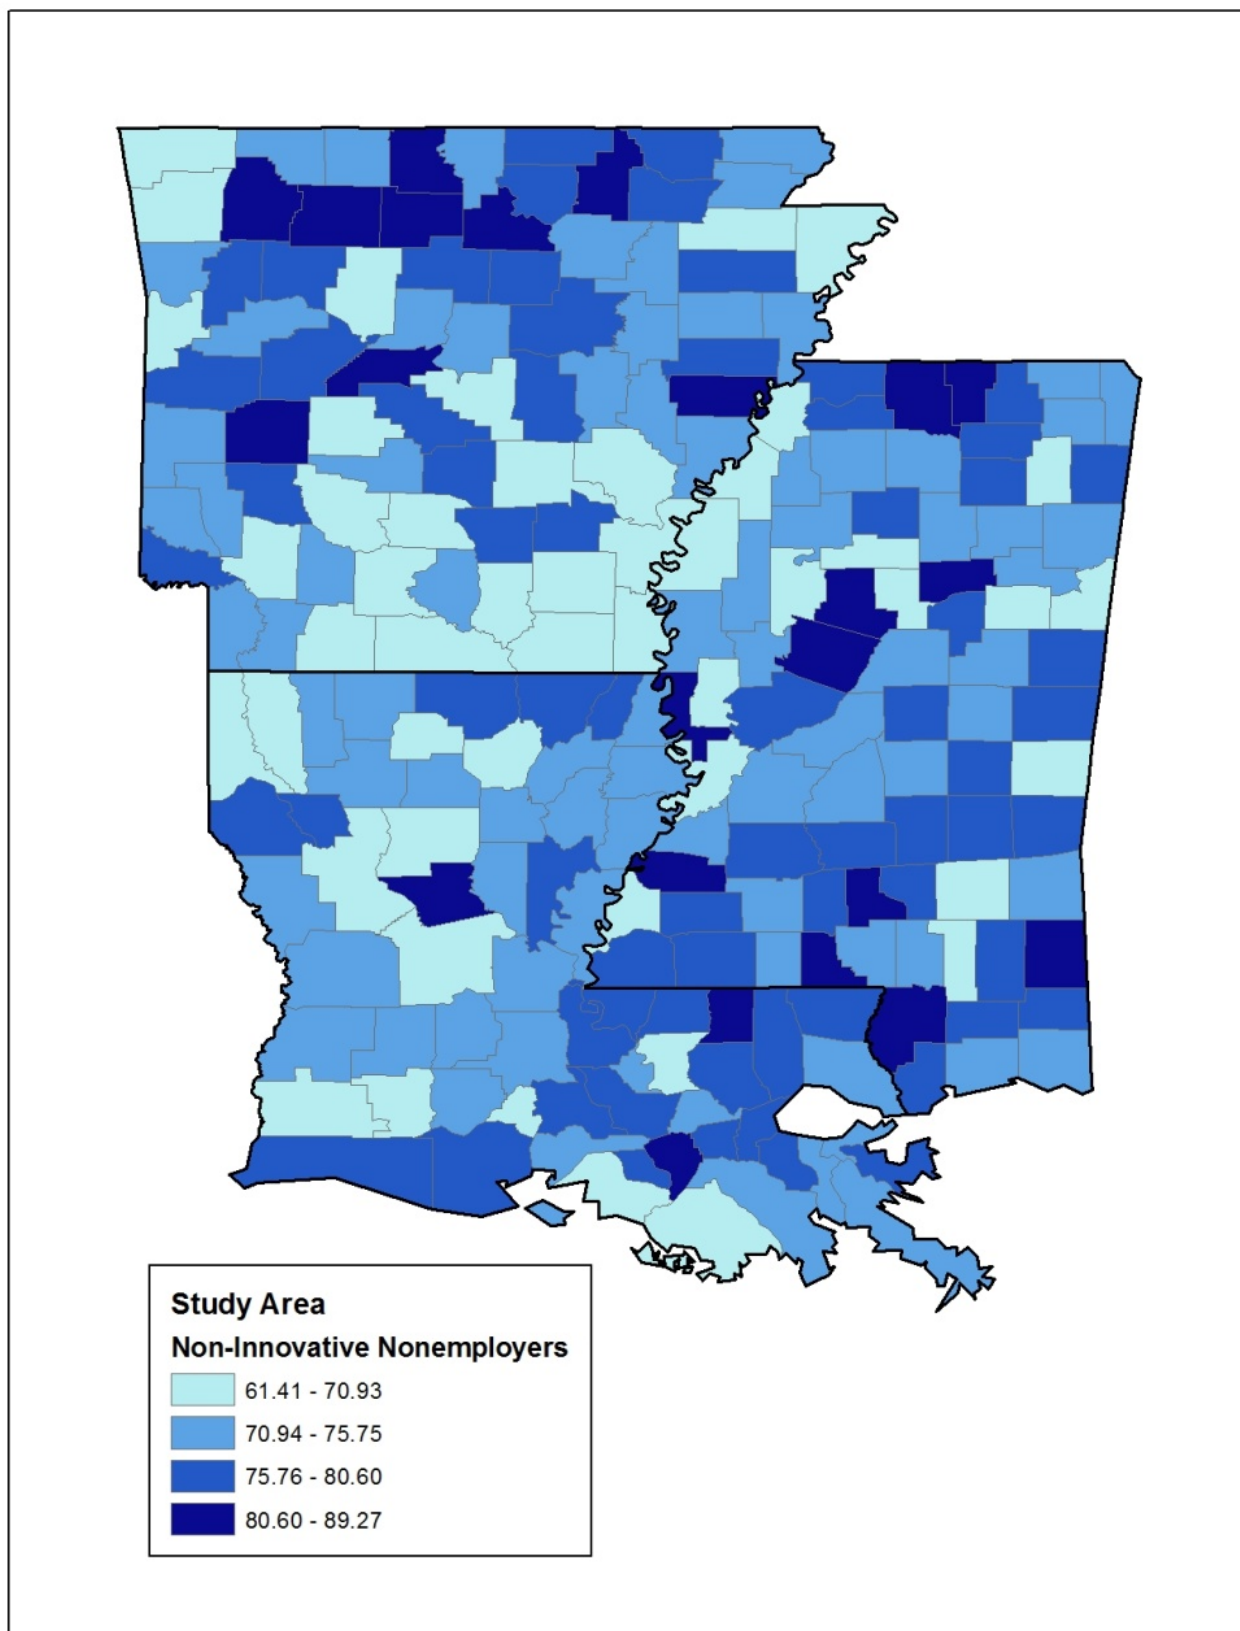 Study Area
Non-Innovative Nonemployers
61.41 - 70.93
70.94 - 75.75
75.76 - 80.60
80.60 - 89.27